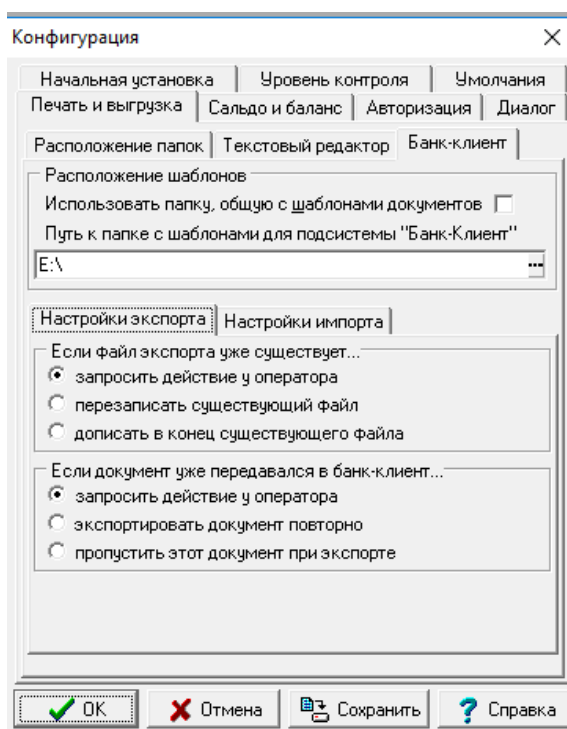 Конфигурация
Начальная установка Уровень контроля Умолчания
Печать и выгрузка Сальдо и баланс Авторизация Диалог
Расположение папок Текстовый редактор Банк-клиент
Расположение шаблонов
Использовать папку, общую с шаблонами документов
Путь к папке с шаблонами для подсистемы "Банк-Клиент"
E:\
...
Настройки экспорта Настройки импорта
Если файл экспорта уже существует...
запросить действие у оператора
перезаписать существующий файл
дописать в конец существующего файла
Если документ уже передавался в банк-клиент...
запросить действие у оператора
экспортировать документ повторно
пропустить этот документ при экспорте
OK Отмена Сохранить Справка